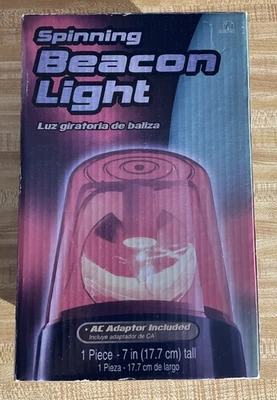 Spinning
Beacon
Light
Luz giratoria de baliza
• AC Adaptor Included
Incluye adaptador de CA
1 Piece - 7 in (17.7 cm) tall
1 Pieza - 17.7 cm de largo